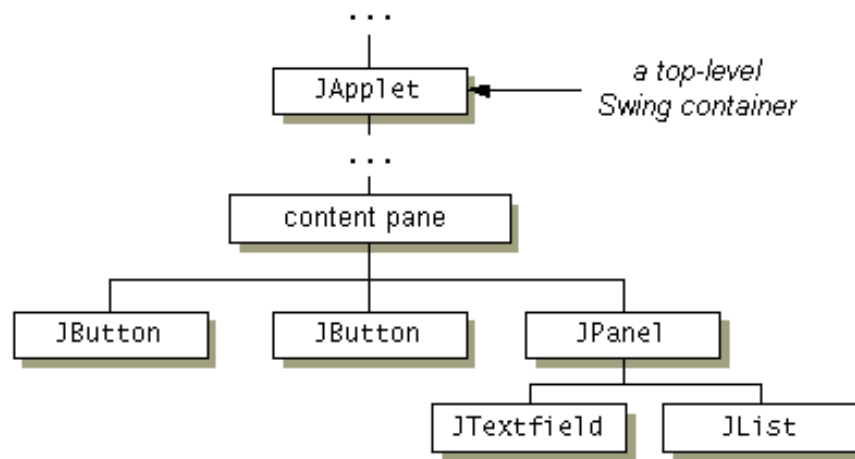 ...
JApplet
a top-level
Swing container
...
content pane
JButton
JButton
JPanel
JTextfield
JList